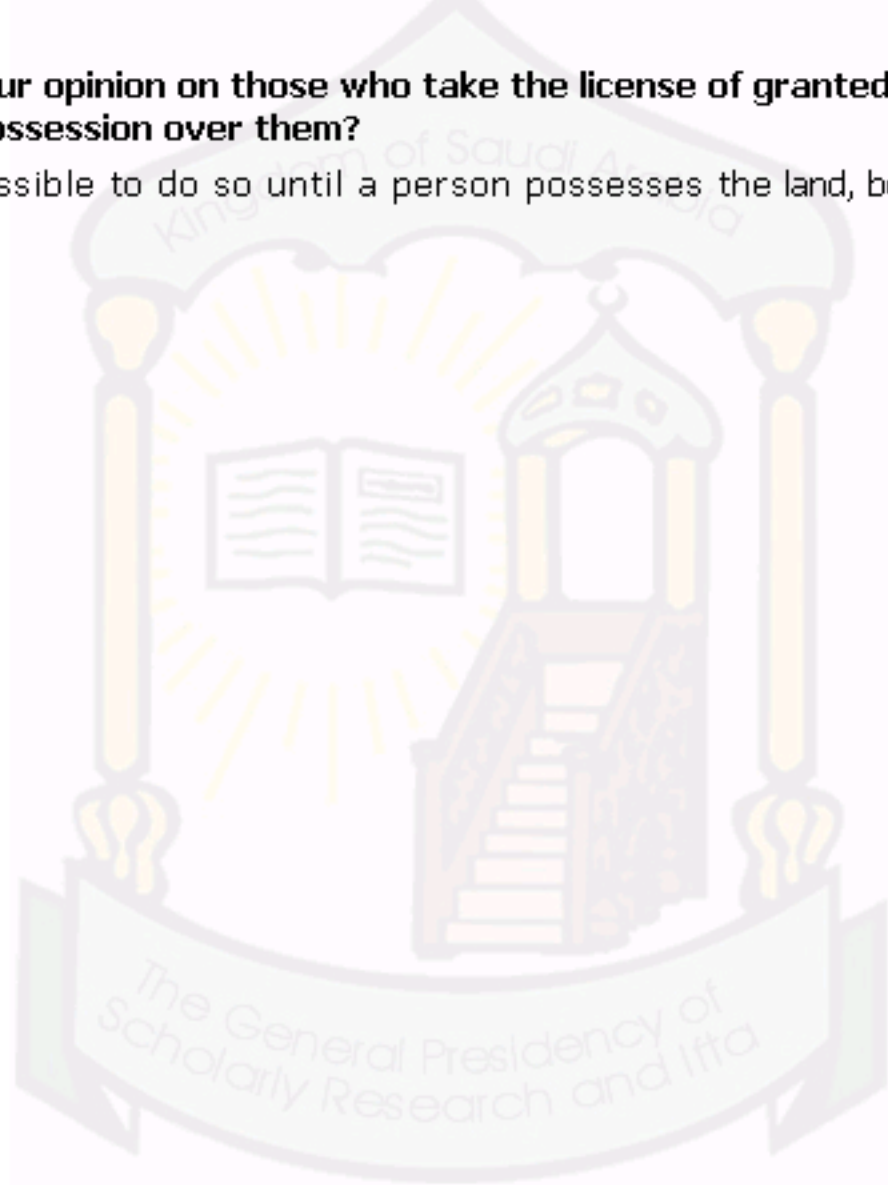 ur opinion on those who take the license of granted
ossession over them?
ssible to do so until a person possesses the land, b
Kingdom of Saudi Arabia
The General Presidency of
Scholarly Research and Ifta